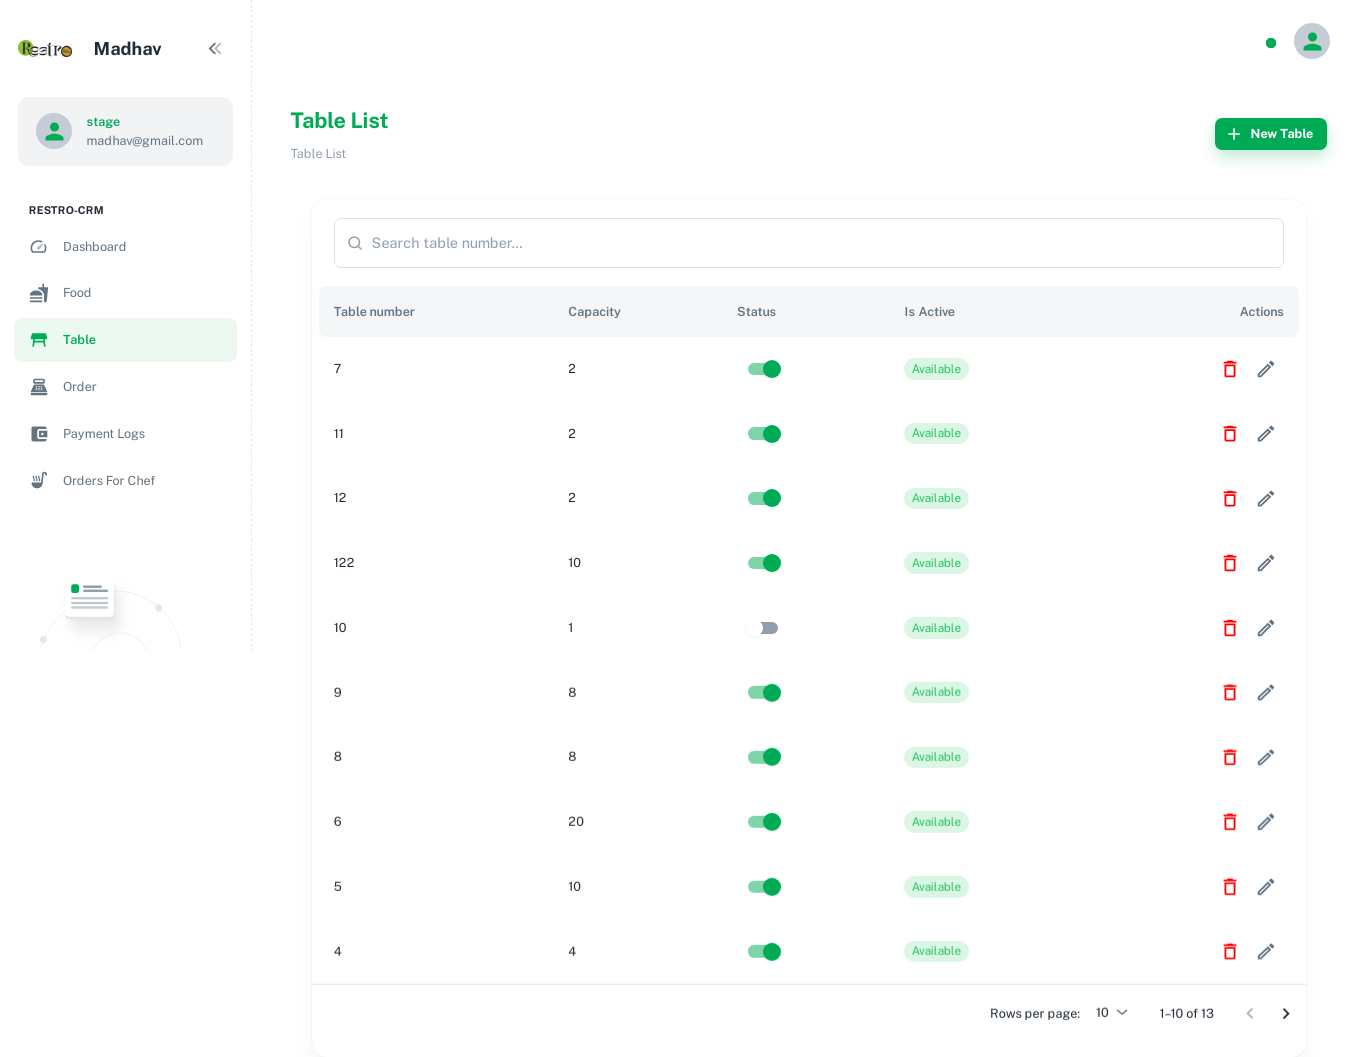 Restro Madhav
stage
madhav@gmail.com
RESTRO-CRM
Dashboard
Food
Table
Order
Payment Logs
Orders For Chef
Table List
Table List
New Table
Search table number...
Table number Capacity Status Is Active Actions
7 2 Available
11 2 Available
12 2 Available
122 10 Available
10 1 Available
9 8 Available
8 8 Available
6 20 Available
5 10 Available
4 4 Available
Rows per page: 10 1–10 of 13